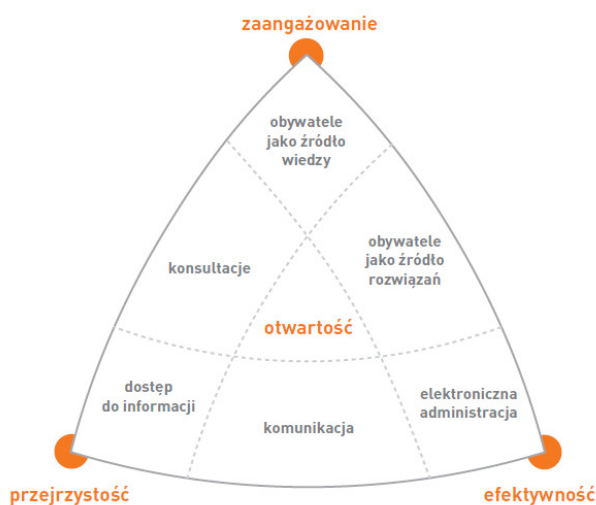 zaangażowanie
obywatele
jako źródło
wiedzy
konsultacje
obywatele
jako źródło
rozwiązań
otwartość
dostęp
do informacji
komunikacja
elektroniczna
administracja
przejrzystość
efektywność